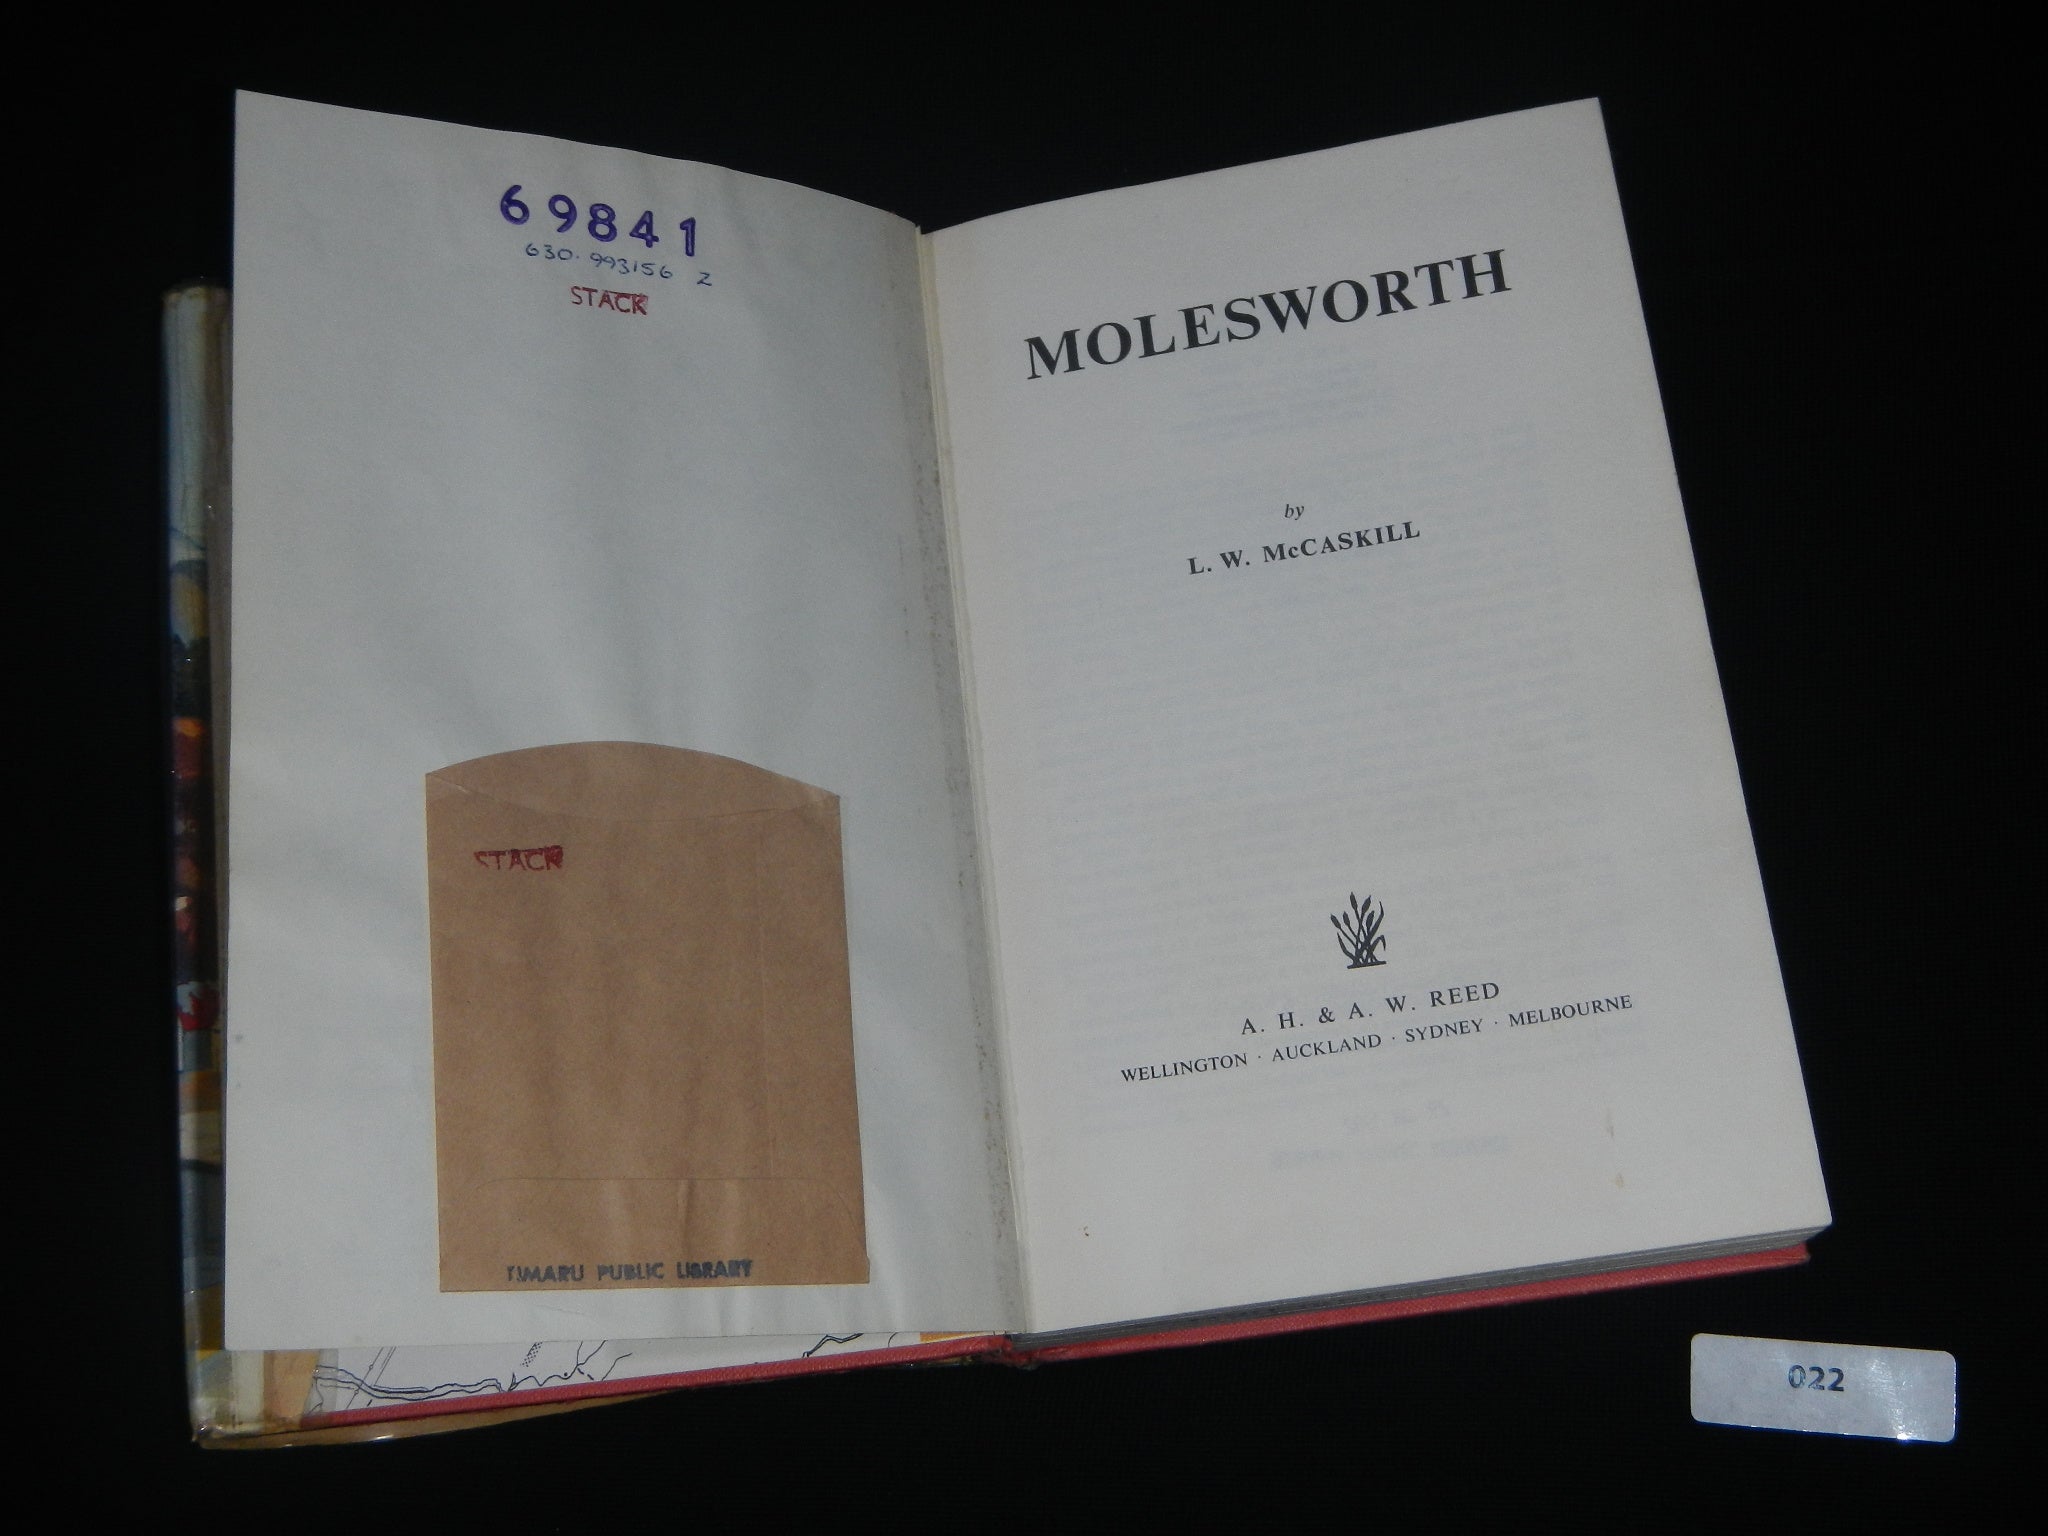 69841
630.993156 Z
STACK
STACK
TIMARU PUBLIC LIBRARY
MOLESWORTH
by
L. W. McCASKILL
A. H. & A. W. REED
WELLINGTON · AUCKLAND · SYDNEY · MELBOURNE
022